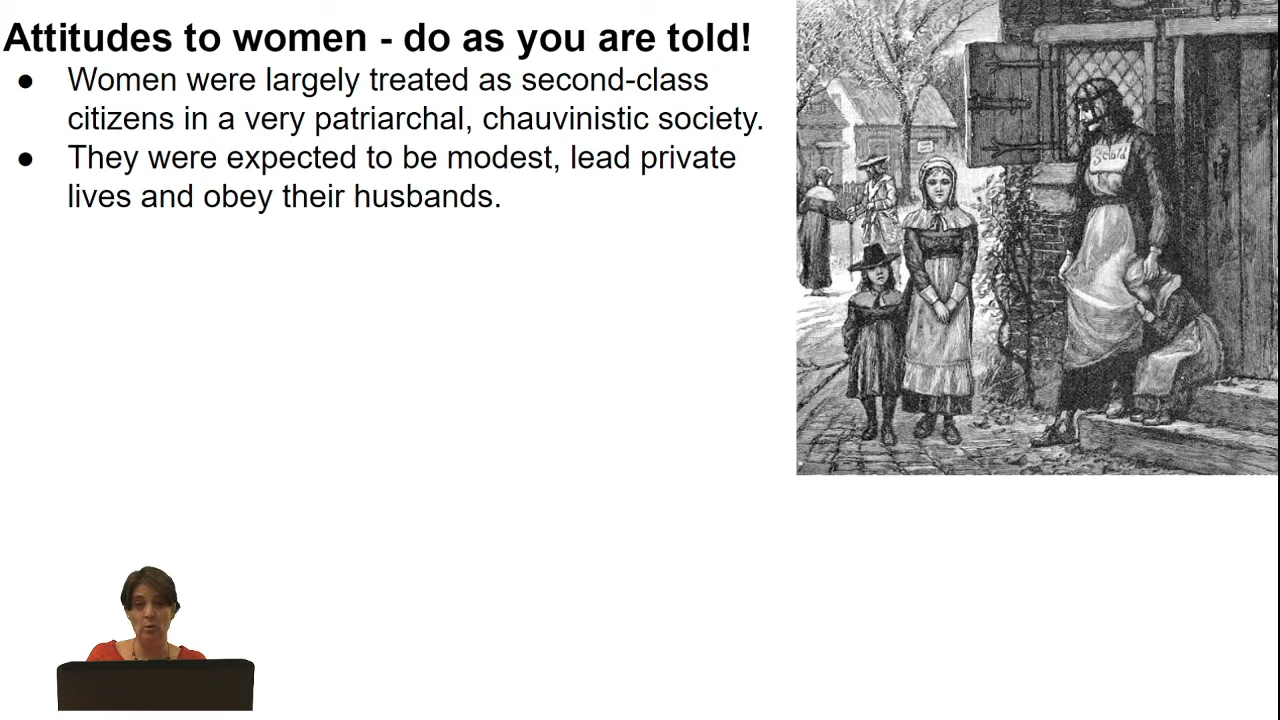 Attitudes to women - do as you are told!
● Women were largely treated as second-class
citizens in a very patriarchal, chauvinistic society.
● They were expected to be modest, lead private
lives and obey their husbands.
Scold